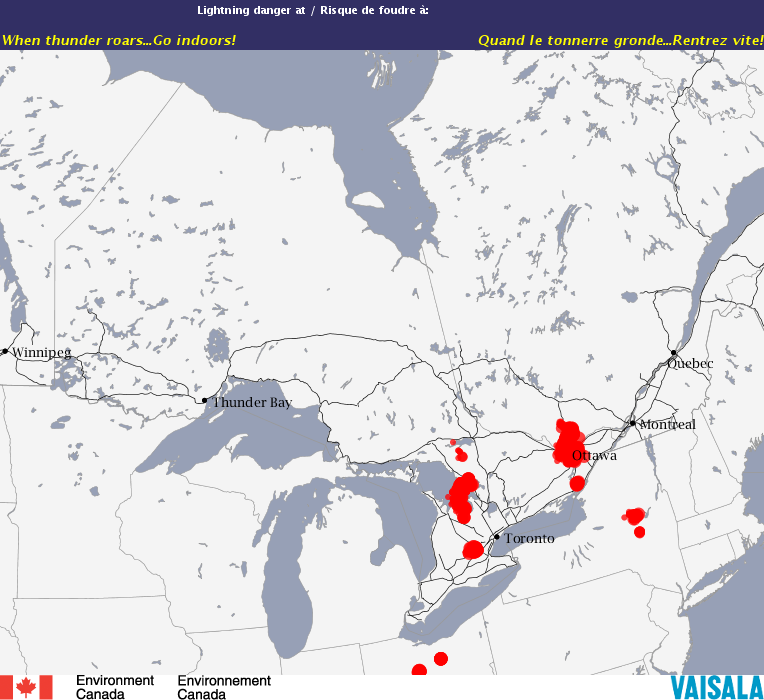 Lightning danger at / Risque de foudre à:
When thunder roars...Go indoors!
Quand le tonnerre gronde...Rentrez vite!
Winnipeg
Quebec
Thunder Bay
Montreal
Ottawa
Toronto
Environment Canada
Environnement Canada
VAISALA